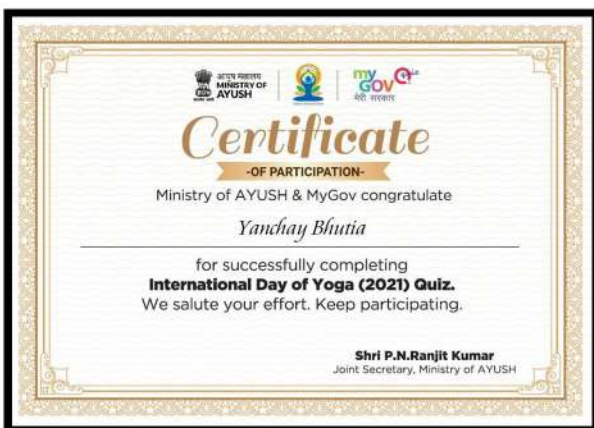 आयुष मंत्रालय
MINISTRY OF
AYUSH
my
GOV
मेरी सरकार
Certificate
-OF PARTICIPATION-
Ministry of AYUSH & MyGov congratulate
Yanchay Bhutia
for successfully completing
International Day of Yoga (2021) Quiz.
We salute your effort. Keep participating.
Shri P.N.Ranjit Kumar
Joint Secretary, Ministry of AYUSH